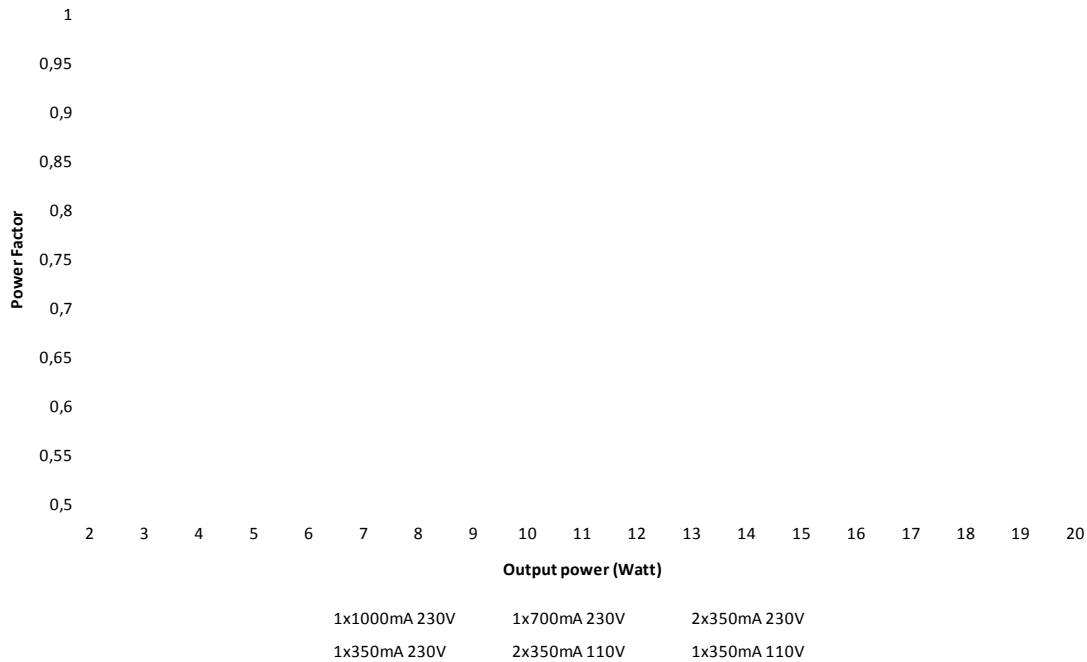 1
0,95
0,9
0,85
0,8
0,75
0,7
0,65
0,6
0,55
0,5
Power Factor
2 3 4 5 6 7 8 9 10 11 12 13 14 15 16 17 18 19 20
Output power (Watt)
1x1000mA 230V 1x700mA 230V 2x350mA 230V
1x350mA 230V 2x350mA 110V 1x350mA 110V